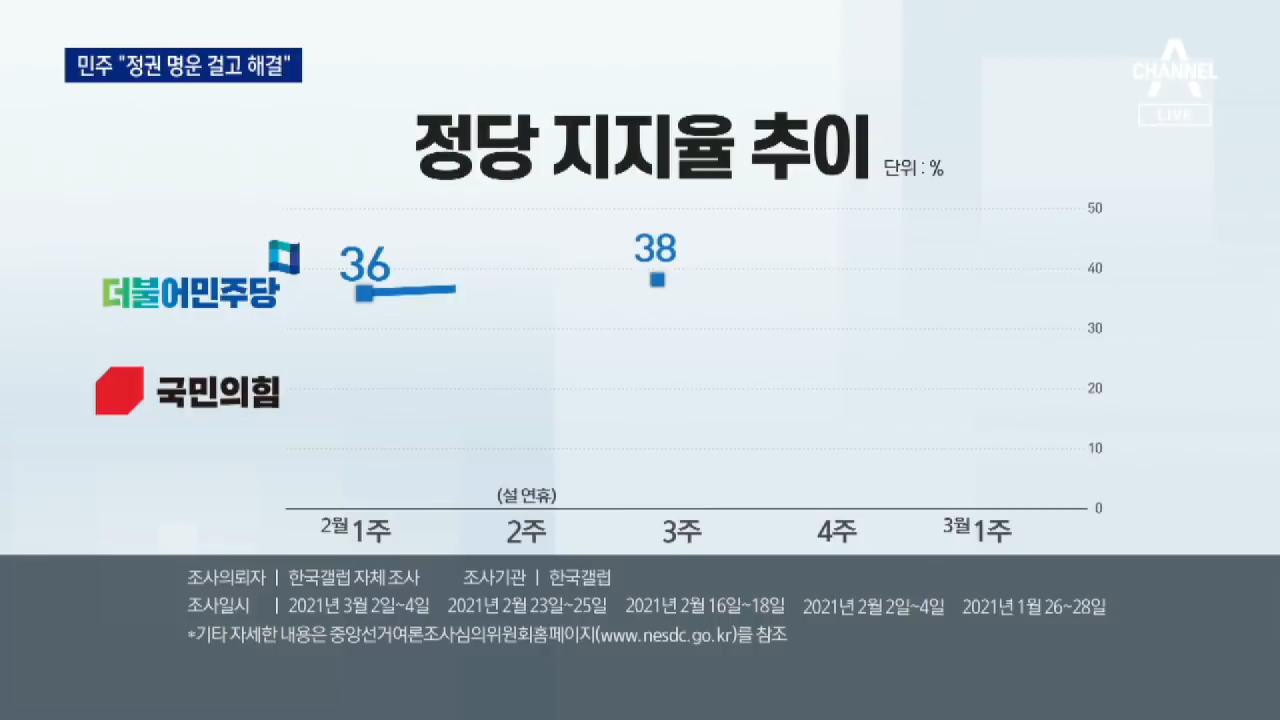 민주 "정권 명운 걸고 해결"
CHANNEL A
LIVE
정당 지지율 추이 단위 : %
50
36 38
40
더불어민주당
30
국민의힘
20
10
(설 연휴)
0
2월 1주 2주 3주 4주 3월 1주
조사의뢰자 | 한국갤럽 자체 조사 조사기관 | 한국갤럽
조사일시 | 2021년 3월 2일~4일 2021년 2월 23일~25일 2021년 2월 16일~18일 2021년 2월 2일~4일 2021년 1월 26~28일
*기타 자세한 내용은 중앙선거여론조사심의위원회홈페이지(www.nesdc.go.kr)를 참조